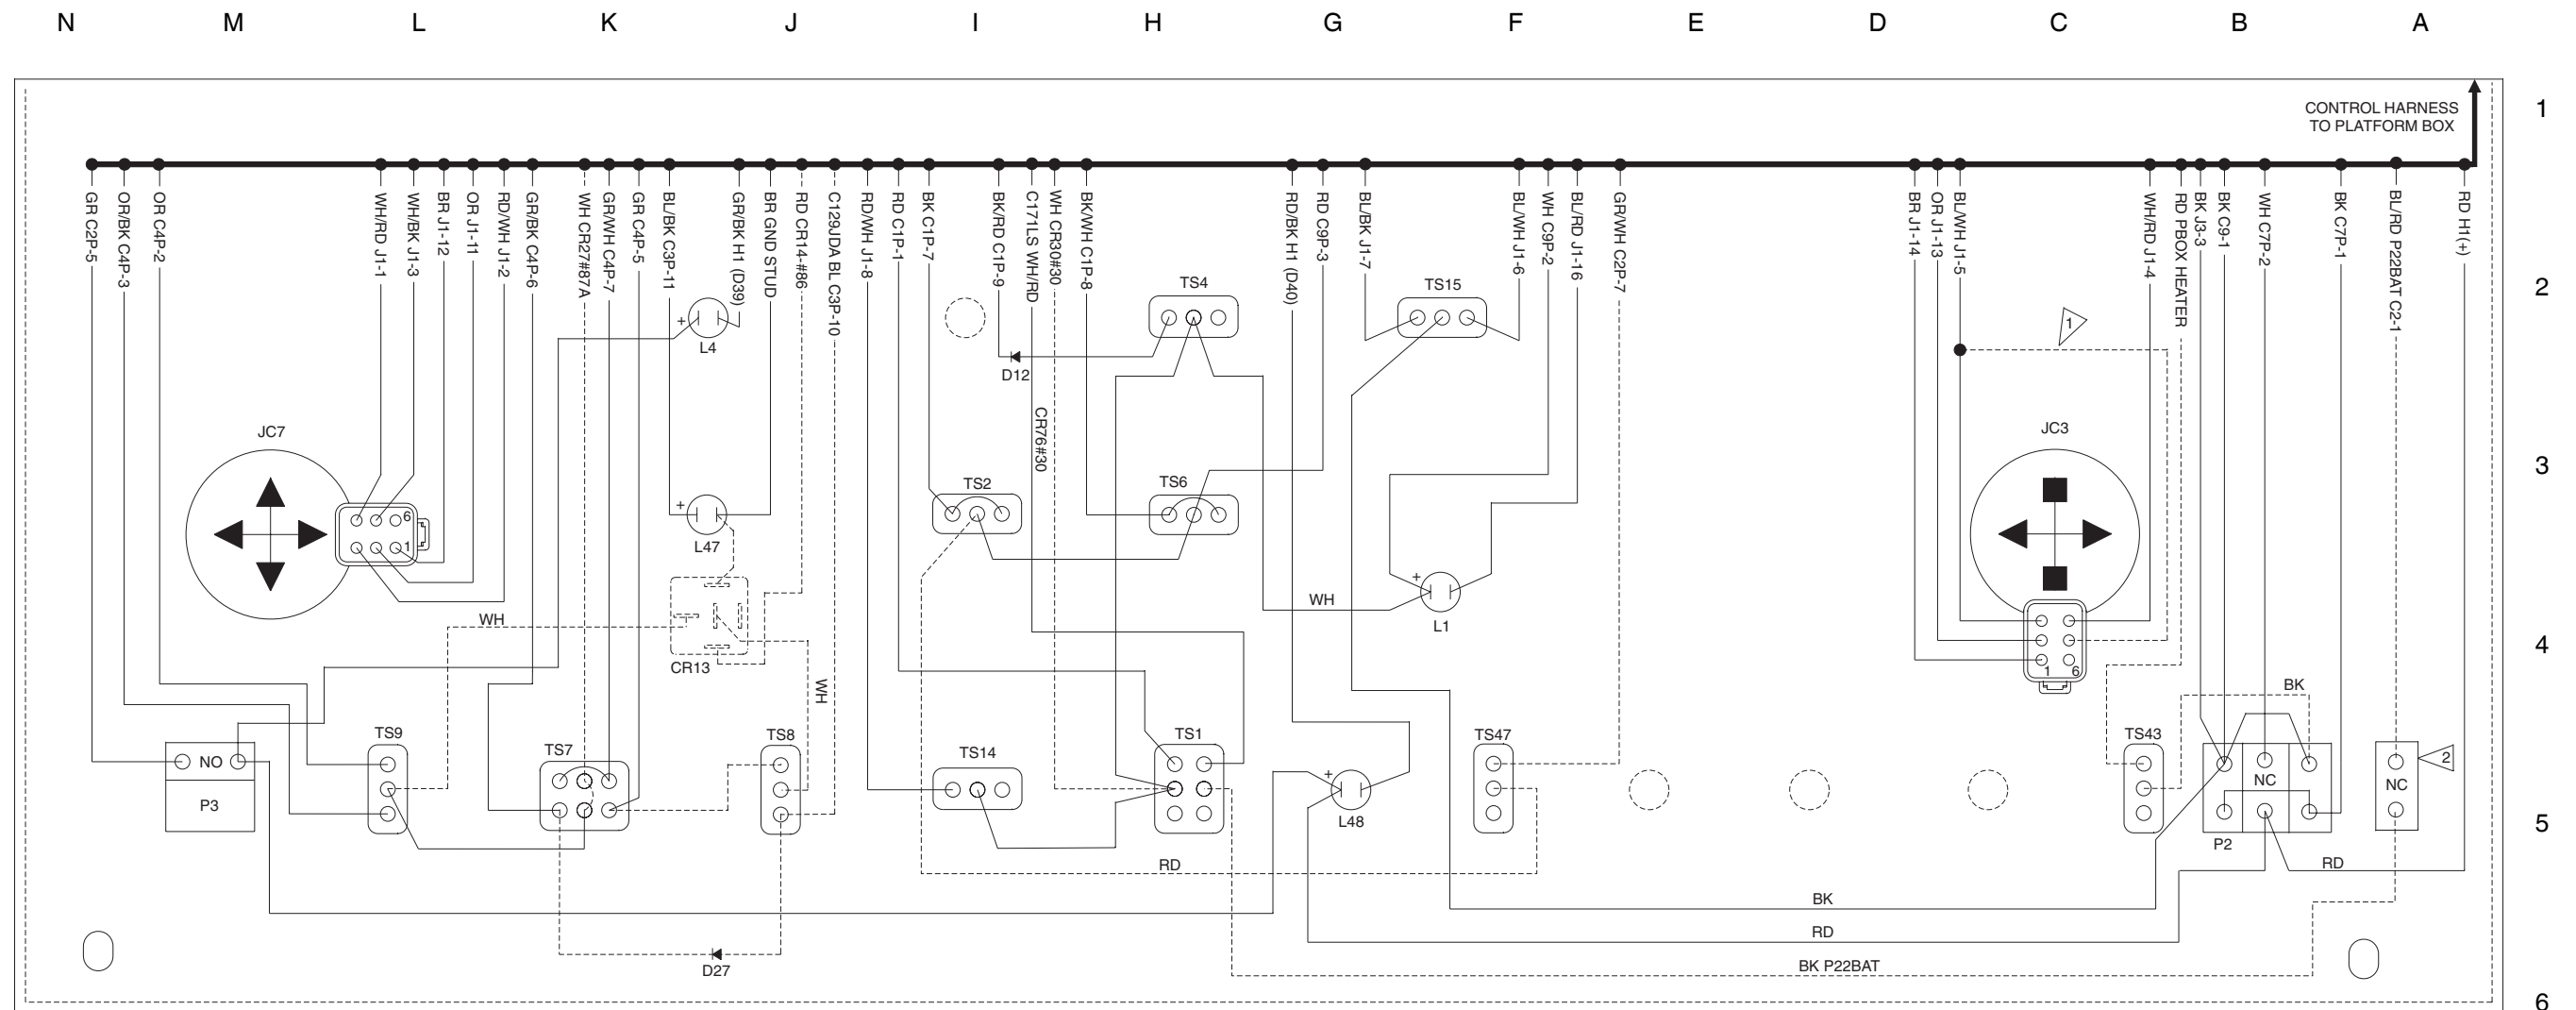 N M L K J I H G F E D C B A
1
CONTROL HARNESS
TO PLATFORM BOX
GR C2P-5
OR/BK C4P-3
OR C4P-2
WH/RD J1-1
WH/BK J1-3
BR J1-12
OR J1-11
RD/WH J1-2
GR/BK C4P-6
WH CR27#87A
GR/WH C4P-7
GR C4P-5
BL/BK C3P-11
GR/BK H1 (D39)
BR GND STUD
RD CR14-#86
C129JDA BL C3P-10
RD/WH J1-8
RD C1P-1
BK C1P-7
BK/RD C1P-9
C171LS WH/RD
WH CR30#30
BK/WH C1P-8
RD/BK H1 (D40)
RD C9P-3
BL/BK J1-7
BL/WH J1-6
WH C9P-2
BL/RD J1-16
GR/WH C2P-7
BR J1-14
OR J1-13
BL/WH J1-5
WH/RD J1-4
RD PBOX HEATER
BK J3-3
BK C9-1
WH C7P-2
BK C7P-1
BL/RD P22BAT C2-1
RD H1(+)
2
TS4
TS15
+
L4
D12
1
CR76#30
JC7
JC3
3
TS2
TS6
6
1
+
L47
+
L1
WH
WH
CR13
WH
4
1 6
BK
TS9
TS7
TS8
TS14
TS1
TS47
TS43
NO
P3
+
L48
NC
P2
NC
2
5
RD
RD
BK
RD
D27
BK P22BAT
6